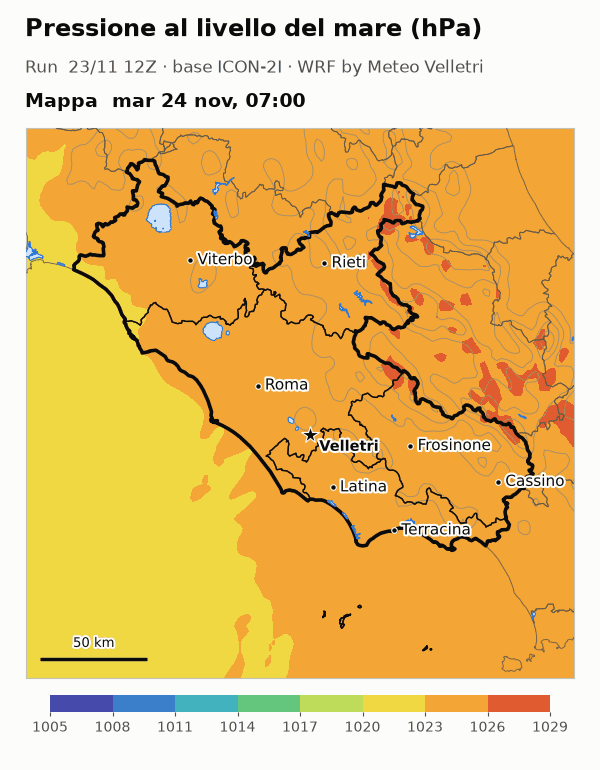 Pressione al livello del mare (hPa)
Run  23/11 12Z · base ICON-2I · WRF by Meteo Velletri
Mappa  mar 24 nov, 07:00
Viterbo
Rieti
Roma
Velletri
Frosinone
Cassino
Latina
Terracina
50 km
1005 1008 1011 1014 1017 1020 1023 1026 1029